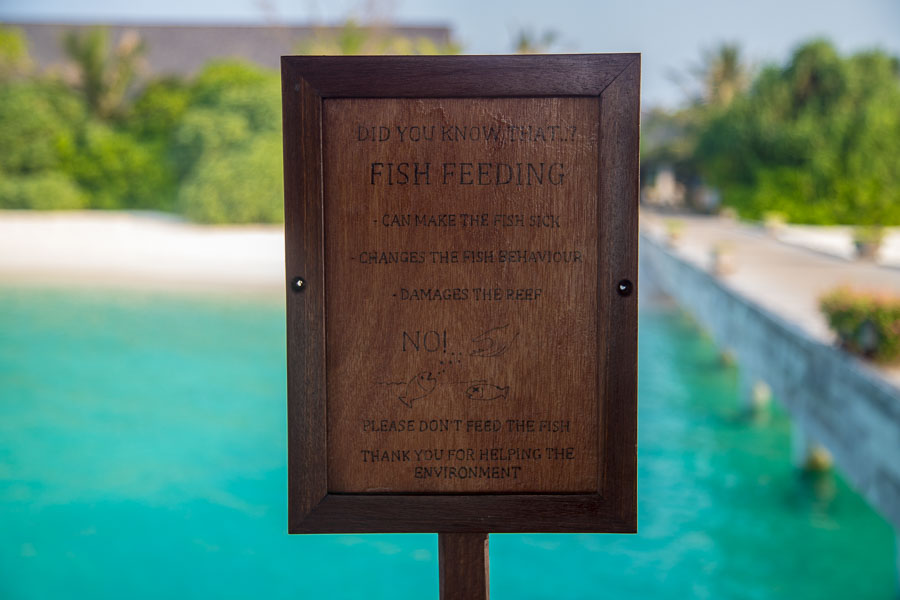 DID YOU KNOW THAT..?
FISH FEEDING
- CAN MAKE THE FISH SICK
- CHANGES THE FISH BEHAVIOUR
- DAMAGES THE REEF
NO!
PLEASE DON'T FEED THE FISH
THANK YOU FOR HELPING THE
ENVIRONMENT